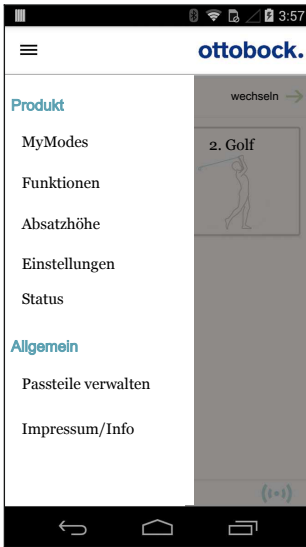 3:57
ottobock.
Produkt
wechseln
MyModes
2. Golf
Funktionen
Absatzhöhe
Einstellungen
Status
Allgemein
Passteile verwalten
Impressum/Info